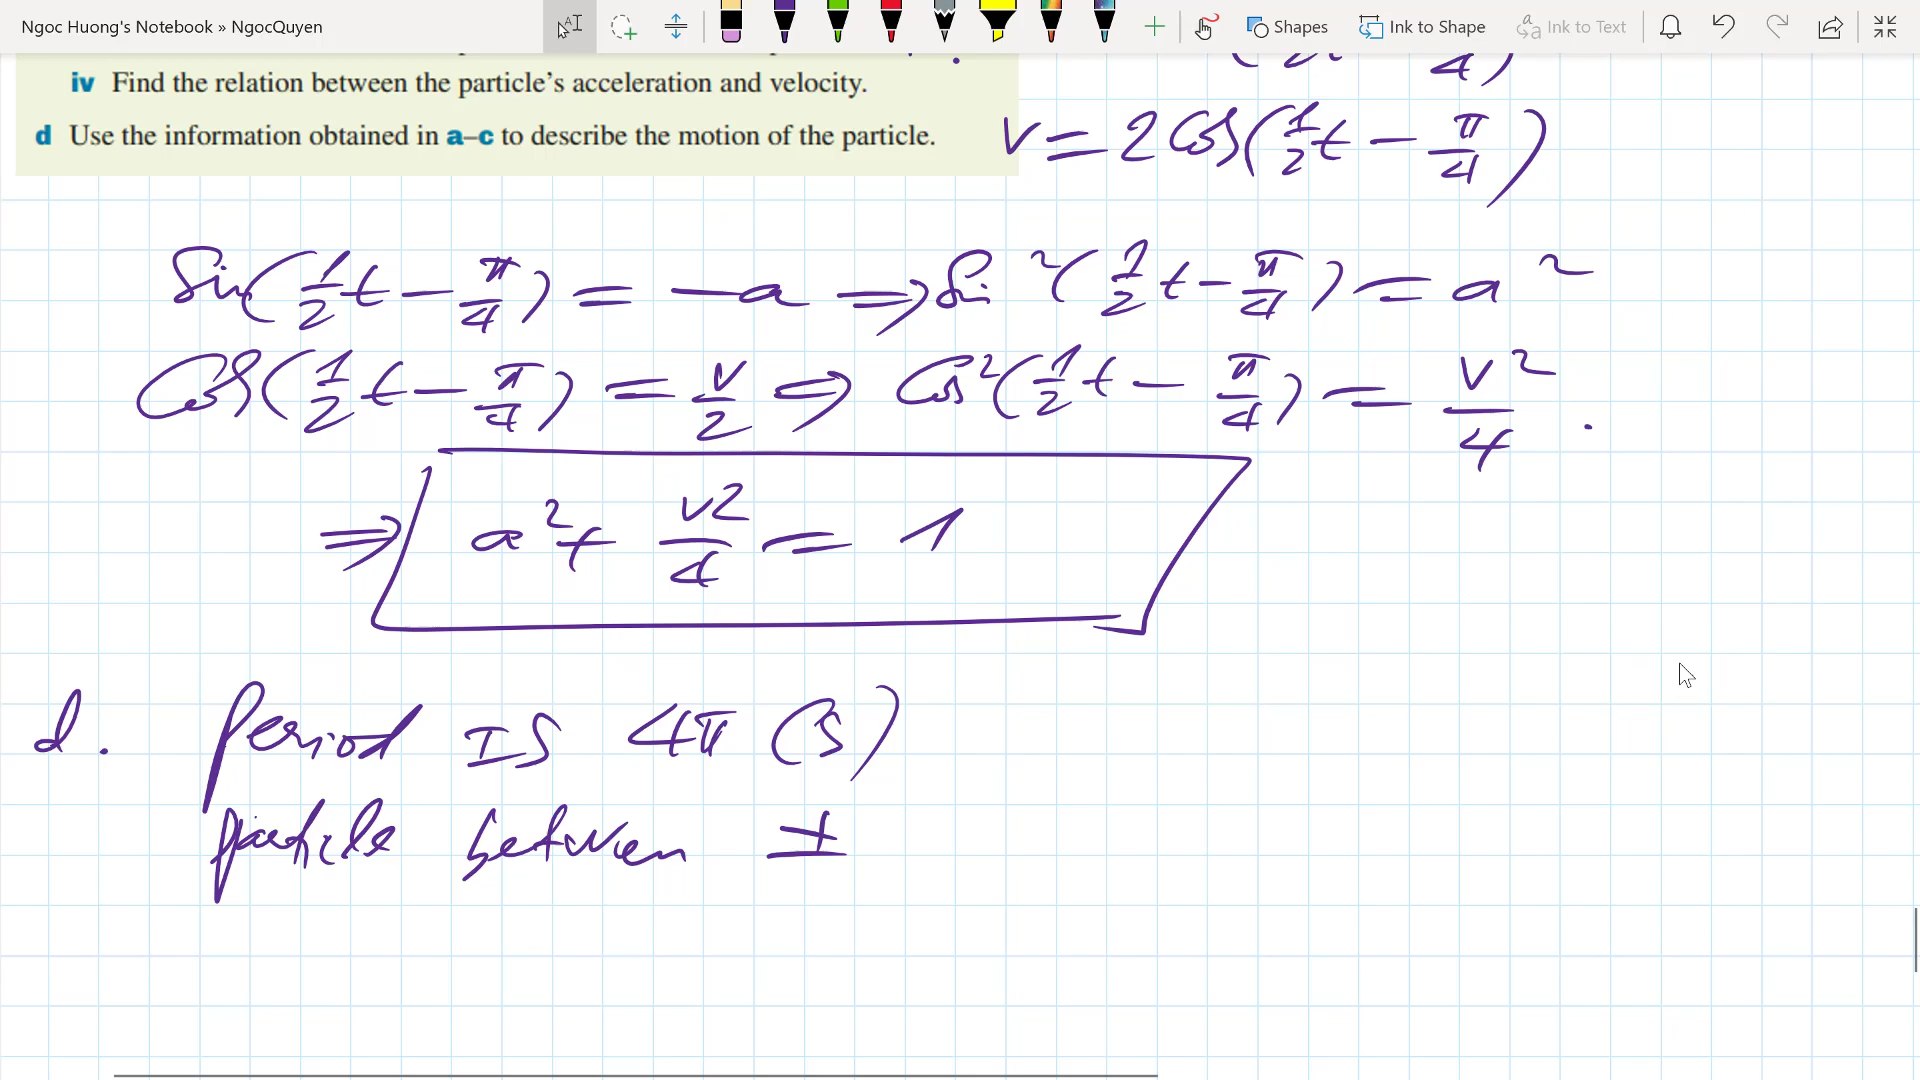 Ngoc Huong's Notebook » NgocQuyen
Shapes Ink to Shape Ink to Text
iv Find the relation between the particle's acceleration and velocity.
d Use the information obtained in a–c to describe the motion of the particle.
v = 2 Cos(1/2 t - π/4)
Sin(1/2 t - π/4) = -a ⇒ Sin²(1/2 t - π/4) = a²
Cos(1/2 t - π/4) = v/2 ⇒ Cos²(1/2 t - π/4) = v²/4 .
⇒ a² + v2/4 = 1
d. Period IS 4π (s)
particle between ±